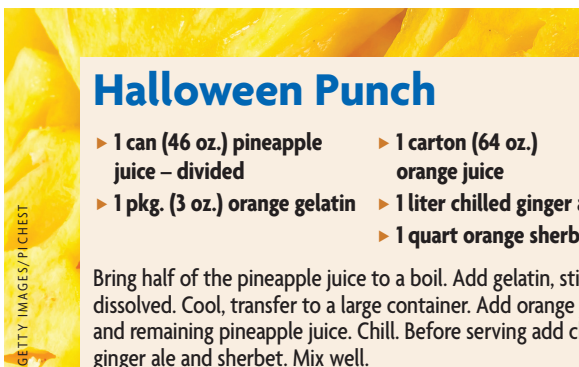 Halloween Punch
▸ 1 can (46 oz.) pineapple
juice – divided
▸ 1 pkg. (3 oz.) orange gelatin
▸ 1 carton (64 oz.)
orange juice
▸ 1 liter chilled ginger
▸ 1 quart orange
Bring half of the pineapple juice to a boil. Add gelatin,
dissolved. Cool, transfer to a large container. Add orange
and remaining pineapple juice. Chill. Before serving add
ginger ale and sherbet. Mix well.
GETTY IMAGES/PICHEST